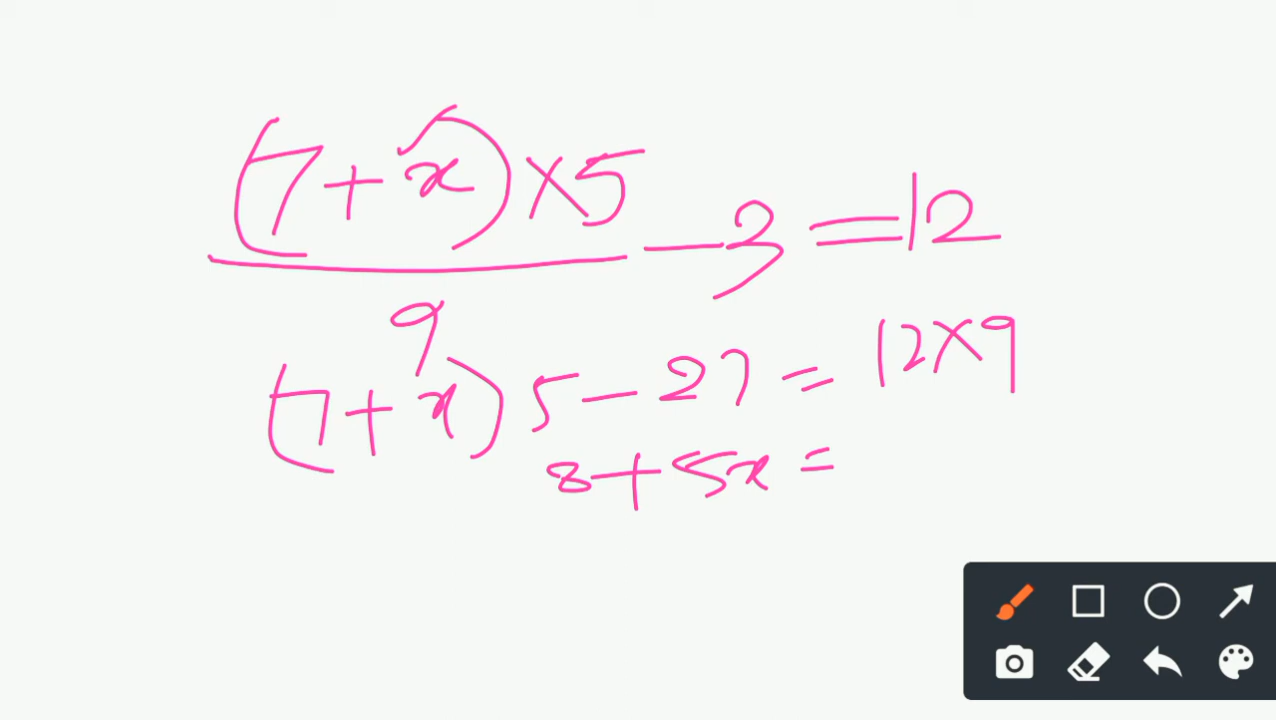 (7+x)×5
—— −3 =12
9
(7+x)5−27= 12×9
8+5x=